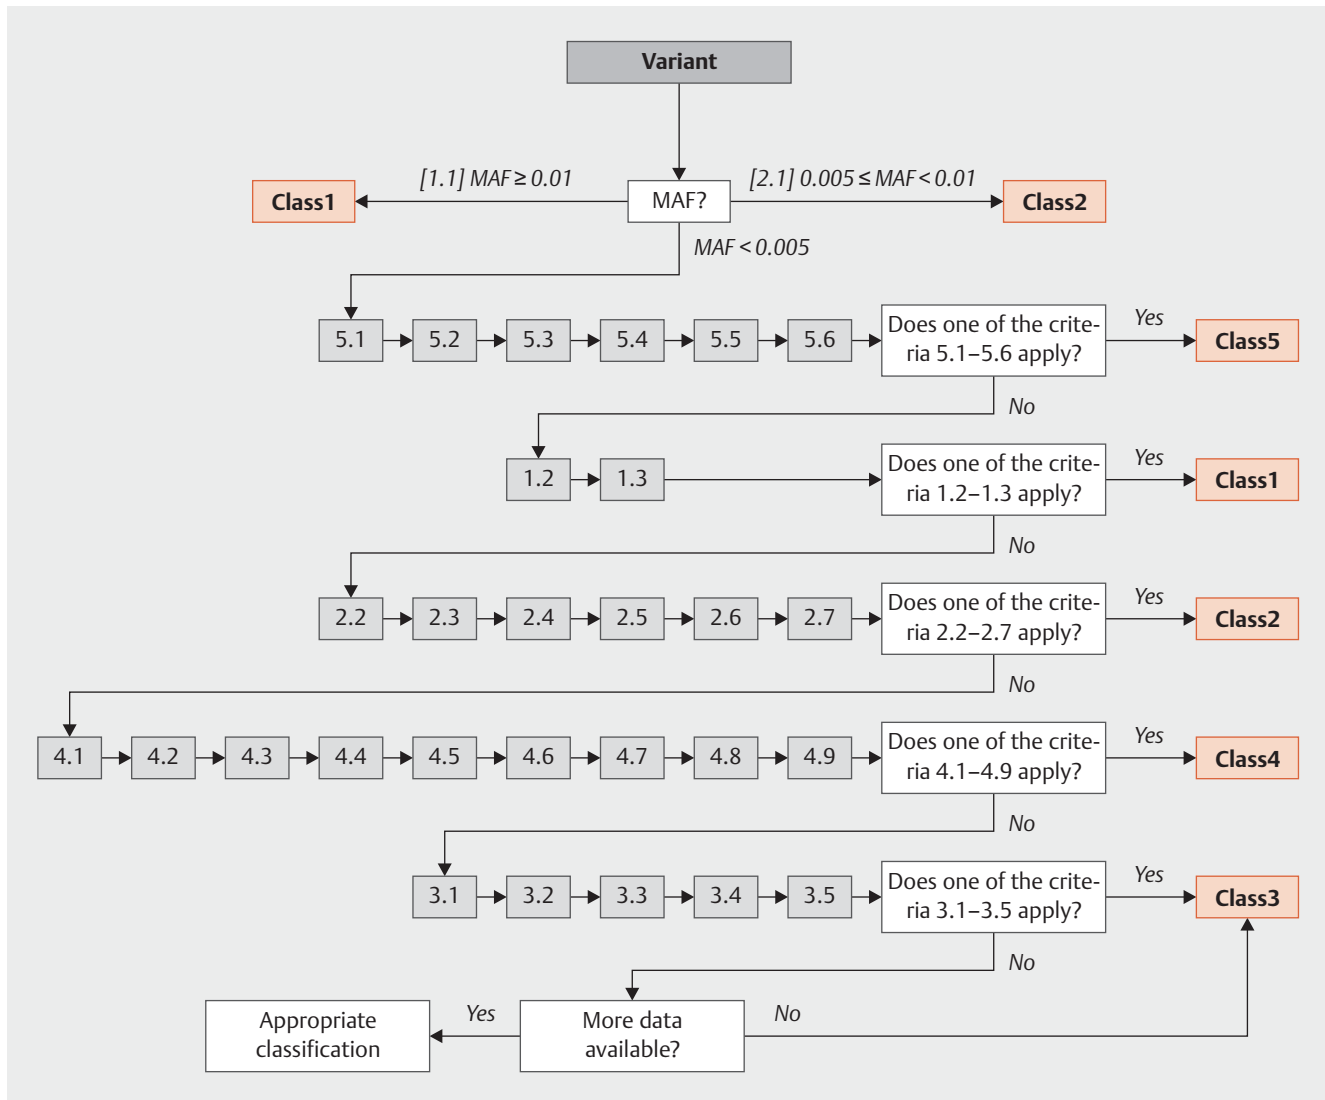 Variant
[1.1] MAF ≥ 0.01
[2.1] 0.005 ≤ MAF < 0.01
Class1
MAF?
Class2
MAF < 0.005
5.1
5.2
5.3
5.4
5.5
5.6
Does one of the crite-
ria 5.1–5.6 apply?
Yes
Class5
No
1.2
1.3
Does one of the crite-
ria 1.2–1.3 apply?
Yes
Class1
No
2.2
2.3
2.4
2.5
2.6
2.7
Does one of the crite-
ria 2.2–2.7 apply?
Yes
Class2
No
4.1
4.2
4.3
4.4
4.5
4.6
4.7
4.8
4.9
Does one of the crite-
ria 4.1–4.9 apply?
Yes
Class4
No
3.1
3.2
3.3
3.4
3.5
Does one of the crite-
ria 3.1–3.5 apply?
Yes
Class3
No
Appropriate
classification
Yes
More data
available?
No